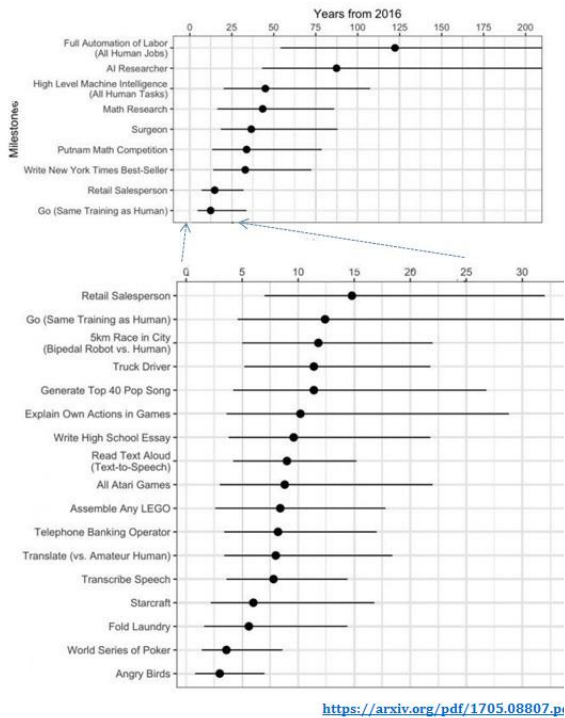 Years from 2016
0 25 50 75 100 125 150 175 200
Milestones
Full Automation of Labor
(All Human Jobs)
AI Researcher
High Level Machine Intelligence
(All Human Tasks)
Math Research
Surgeon
Putnam Math Competition
Write New York Times Best-Seller
Retail Salesperson
Go (Same Training as Human)
0 5 10 15 20 25 30
Retail Salesperson
Go (Same Training as Human)
5km Race in City
(Bipedal Robot vs. Human)
Truck Driver
Generate Top 40 Pop Song
Explain Own Actions in Games
Write High School Essay
Read Text Aloud
(Text-to-Speech)
All Atari Games
Assemble Any LEGO
Telephone Banking Operator
Translate (vs. Amateur Human)
Transcribe Speech
Starcraft
Fold Laundry
World Series of Poker
Angry Birds
https://arxiv.org/pdf/1705.08807.p